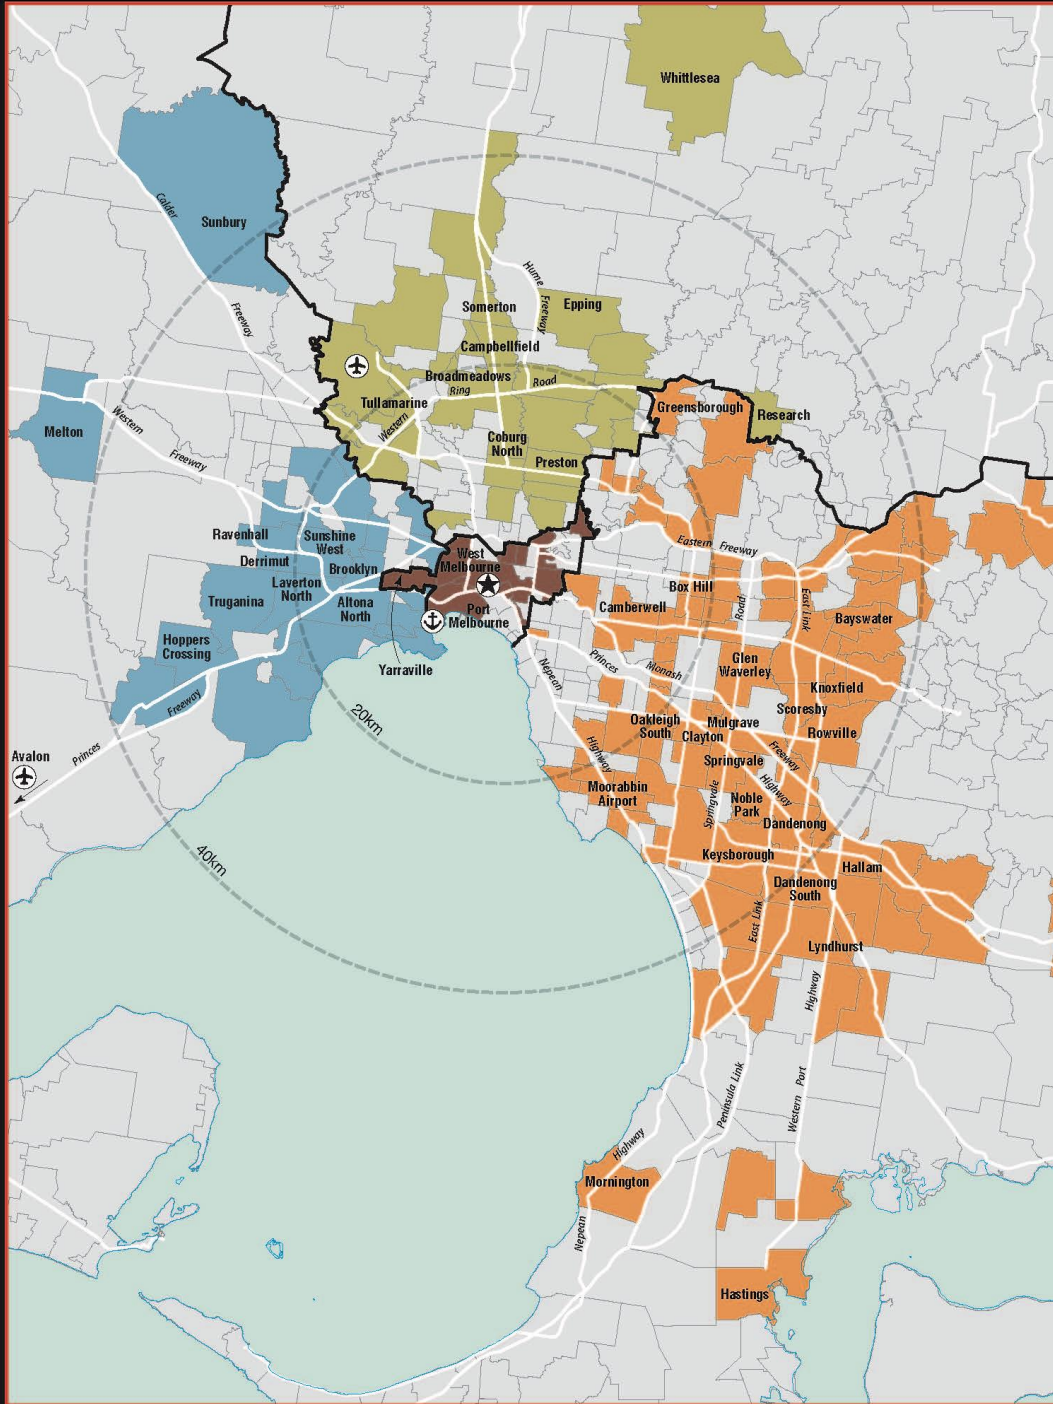 Whittlesea
Sunbury
Calder
Freeway
Hume
Freeway
Somerton
Epping
Campbellfield
Broadmeadows
Ring
Road
Tullamarine
Western
Greensborough
Research
Melton
Western
Freeway
Coburg
North
Preston
Ravenhall
Sunshine
West
Derrimut
Brooklyn
Laverton
North
Truganina
Altona
North
West
Melbourne
Port
Melbourne
Eastern
Freeway
Box Hill
Camberwell
Road
East Link
Bayswater
Hoppers
Crossing
Yarraville
Freeway
Princes
Avalon
Nepean
Princes
Monash
Glen
Waverley
Knoxfield
Scoresby
Rowville
20km
Oakleigh
South
Mulgrave
Clayton
Highway
Springvale
Freeway
Moorabbin
Airport
Springvale
Noble
Park
Highway
Dandenong
Keysborough
Hallam
Dandenong
South
40km
East Link
Lyndhurst
Highway
Peninsula Link
Western Port
Highway
Mornington
Nepean
Hastings